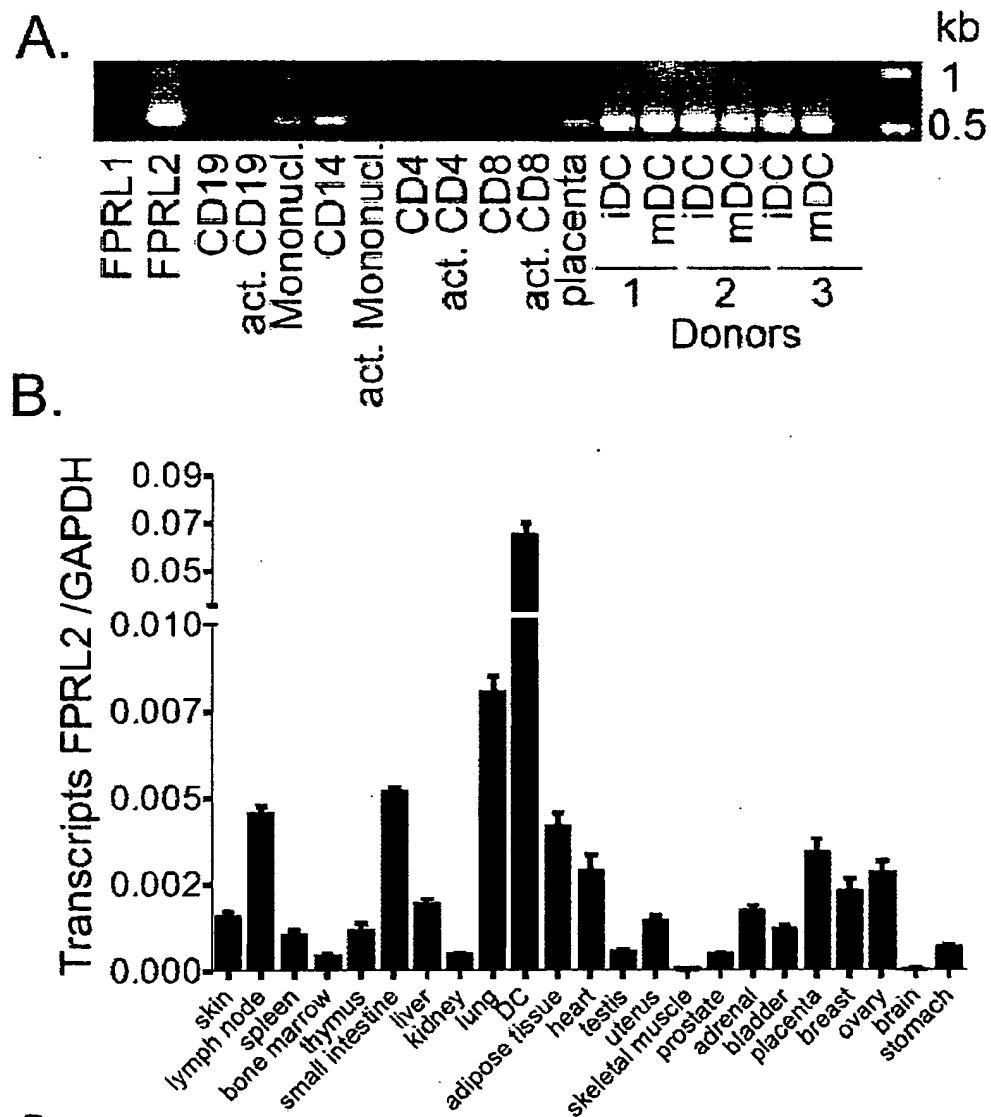 A.
kb
1
0.5
FPRL1
FPRL2
CD19
act. CD19
Mononucl.
CD14
act. Mononucl.
CD4
act. CD4
CD8
act. CD8
placenta
iDC
mDC
iDC
mDC
iDC
mDC
1 2 3
Donors
B.
Transcripts FPRL2 /GAPDH
0.09
0.07
0.05
0.010
0.007
0.005
0.002
0.000
skin
lymph node
spleen
bone marrow
thymus
small intestine
liver
kidney
lung
DC
adipose tissue
heart
testis
uterus
skeletal muscle
prostate
adrenal
bladder
placenta
breast
ovary
brain
stomach